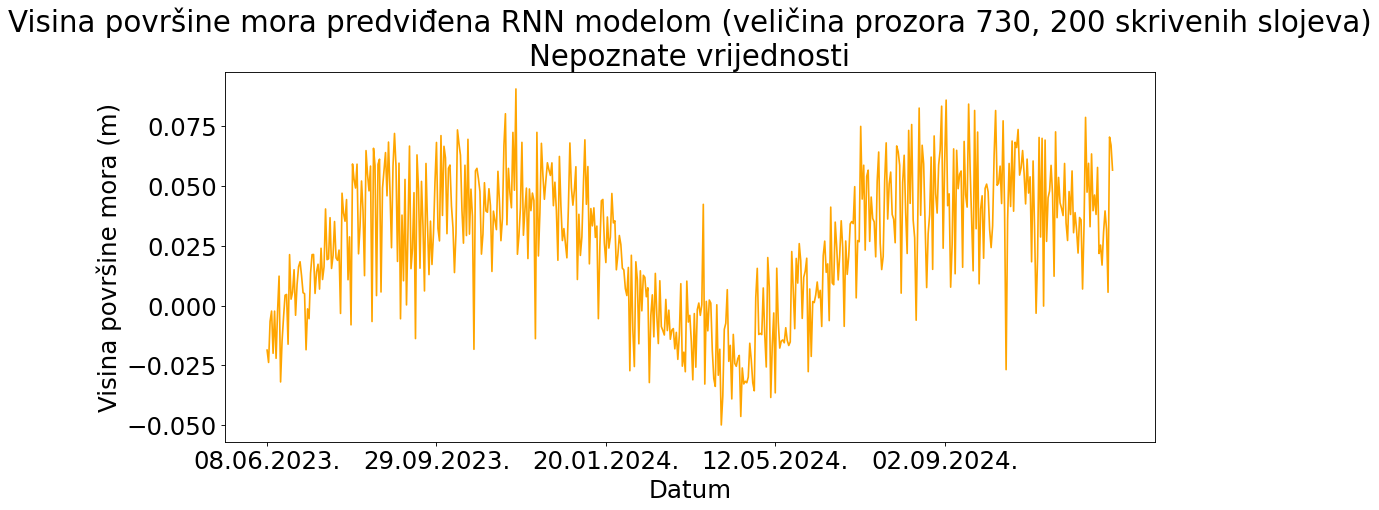 Visina površine mora predviđena RNN modelom (veličina prozora 730, 200 skrivenih slojeva)
Nepoznate vrijednosti
Visina površine mora (m)
0.075
0.050
0.025
0.000
−0.025
−0.050
08.06.2023. 29.09.2023. 20.01.2024. 12.05.2024. 02.09.2024.
Datum